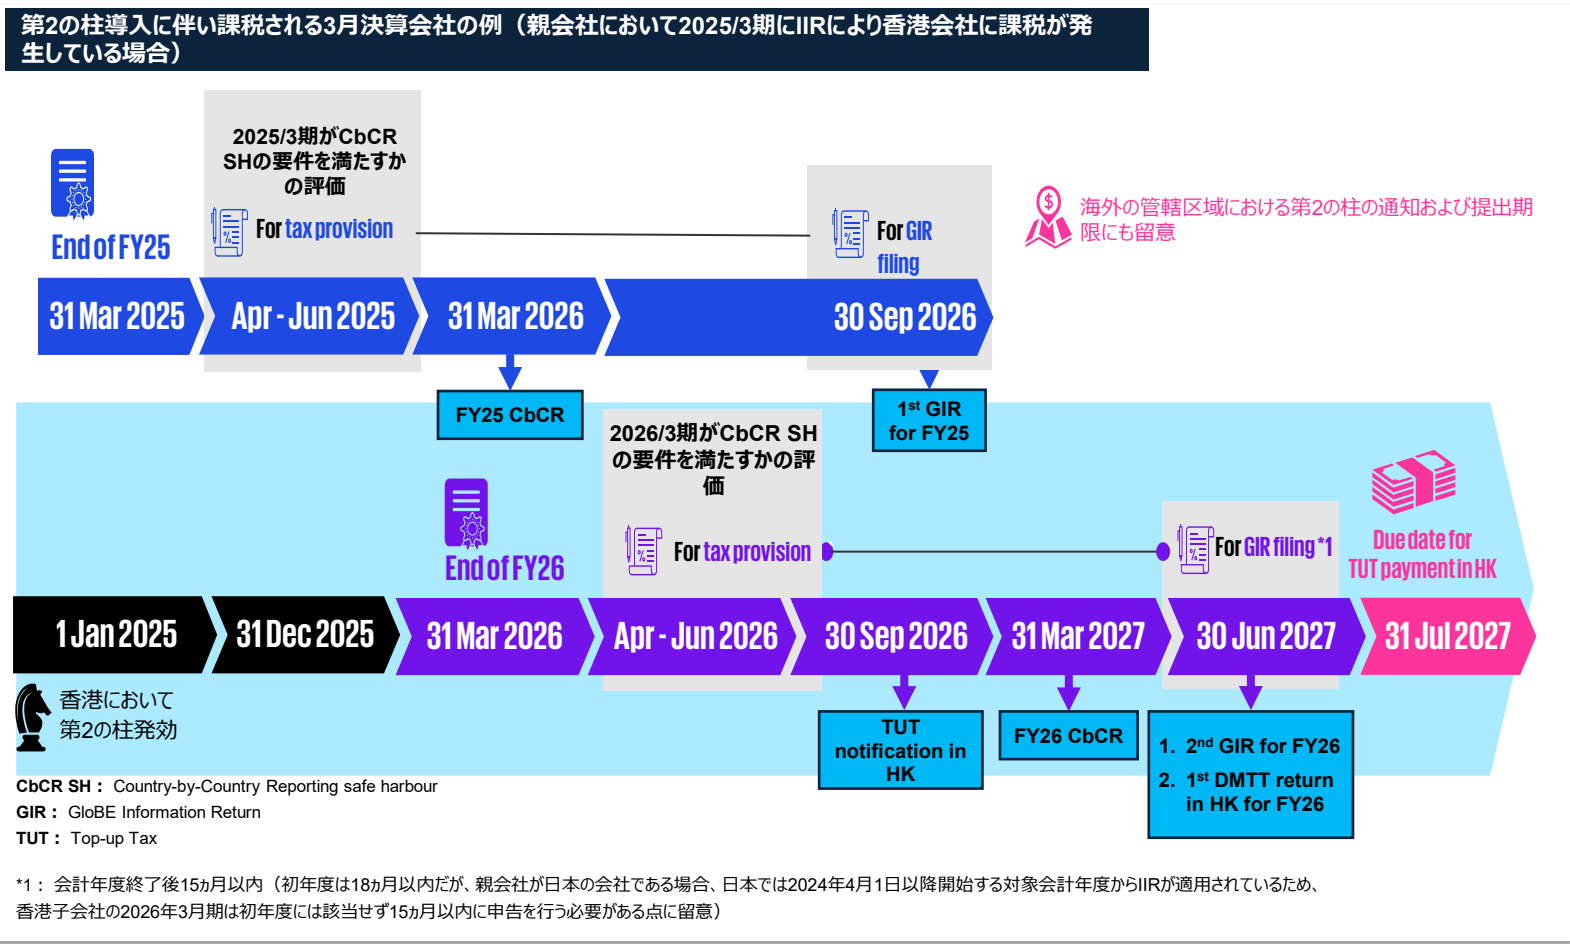 第2の柱導入に伴い課税される3月決算会社の例（親会社において2025/3期にIIRにより香港会社に課税が発
生している場合）
2025/3期がCbCR
SHの要件を満たすか
の評価
For tax provision
End of FY25
For GIR
filing
海外の管轄区域における第2の柱の通知および提出期
限にも留意
31 Mar 2025
Apr - Jun 2025
31 Mar 2026
30 Sep 2026
FY25 CbCR
1st GIR
for FY25
2026/3期がCbCR SH
の要件を満たすかの評
価
End of FY26
For tax provision
For GIR filing *1
Due date for
TUT payment in HK
1 Jan 2025
31 Dec 2025
31 Mar 2026
Apr - Jun 2026
30 Sep 2026
31 Mar 2027
30 Jun 2027
31 Jul 2027
香港において
第2の柱発効
TUT
notification in
HK
FY26 CbCR
1. 2nd GIR for FY26
2. 1st DMTT return
in HK for FY26
CbCR SH： Country-by-Country Reporting safe harbour
GIR： GloBE Information Return
TUT： Top-up Tax
*1： 会計年度終了後15ヵ月以内（初年度は18ヵ月以内だが、親会社が日本の会社である場合、日本では2024年4月1日以降開始する対象会計年度からIIRが適用されているため、
香港子会社の2026年3月期は初年度には該当せず15ヵ月以内に申告を行う必要がある点に留意）